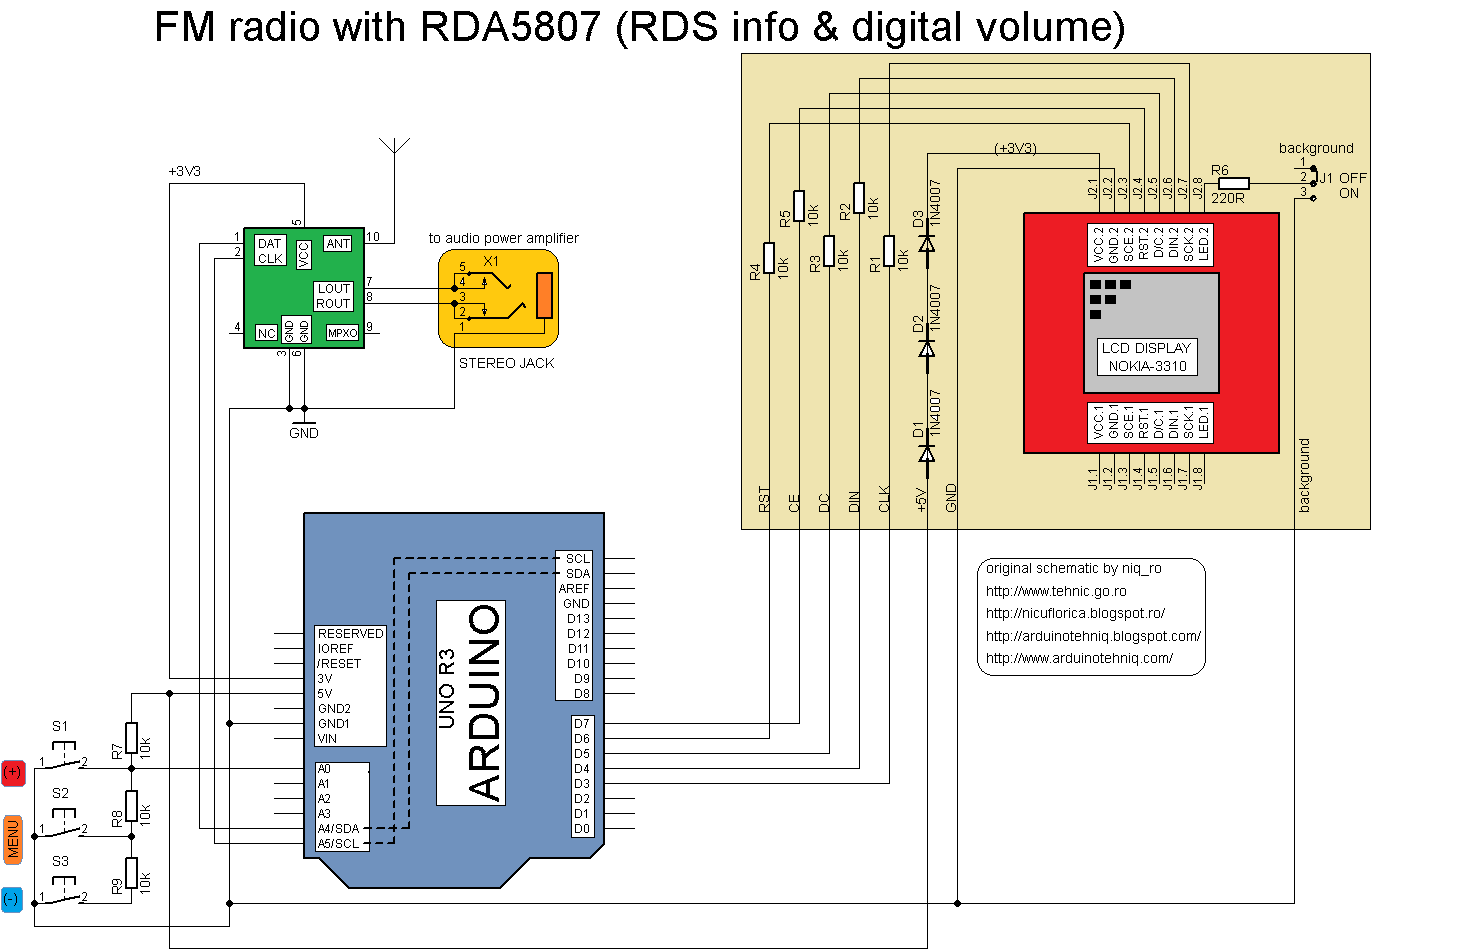 FM radio with RDA5807 (RDS info & digital volume)
+3V3
5
1
2
DAT
CLK
VCC
ANT
10
LOUT
ROUT
7
8
4
NC
GND
GND
MPXO
9
3
6
GND
to audio power amplifier
X1
5
4
3
2
1
STEREO JACK
(+3V3)
background
R6
220R
1
2
3
J1
OFF
ON
R4
10k
R5
10k
R3
10k
R2
10k
R1
10k
D3
1N4007
D2
1N4007
D1
1N4007
J2.1
J2.2
J2.3
J2.4
J2.5
J2.6
J2.7
J2.8
VCC.2
GND.2
SCE.2
RST.2
D/C.2
DIN.2
SCK.2
LED.2
LCD DISPLAY
NOKIA-3310
VCC.1
GND.1
SCE.1
RST.1
D/C.1
DIN.1
SCK.1
LED.1
J1.1
J1.2
J1.3
J1.4
J1.5
J1.6
J1.7
J1.8
RST
CE
DC
DIN
CLK
+5V
GND
background
original schematic by niq_ro
http://www.tehnic.go.ro
http://nicuflorica.blogspot.ro/
http://arduinotehniq.blogspot.com/
http://www.arduinotehniq.com/
UNO R3
ARDUINO
RESERVED
IOREF
/RESET
3V
5V
GND2
GND1
VIN
A0
A1
A2
A3
A4/SDA
A5/SCL
SCL
SDA
AREF
GND
D13
D12
D11
D10
D9
D8
D7
D6
D5
D4
D3
D2
D1
D0
S1
1
2
(+)
R7
10k
S2
1
2
MENU
R8
10k
S3
1
2
(-)
R9
10k